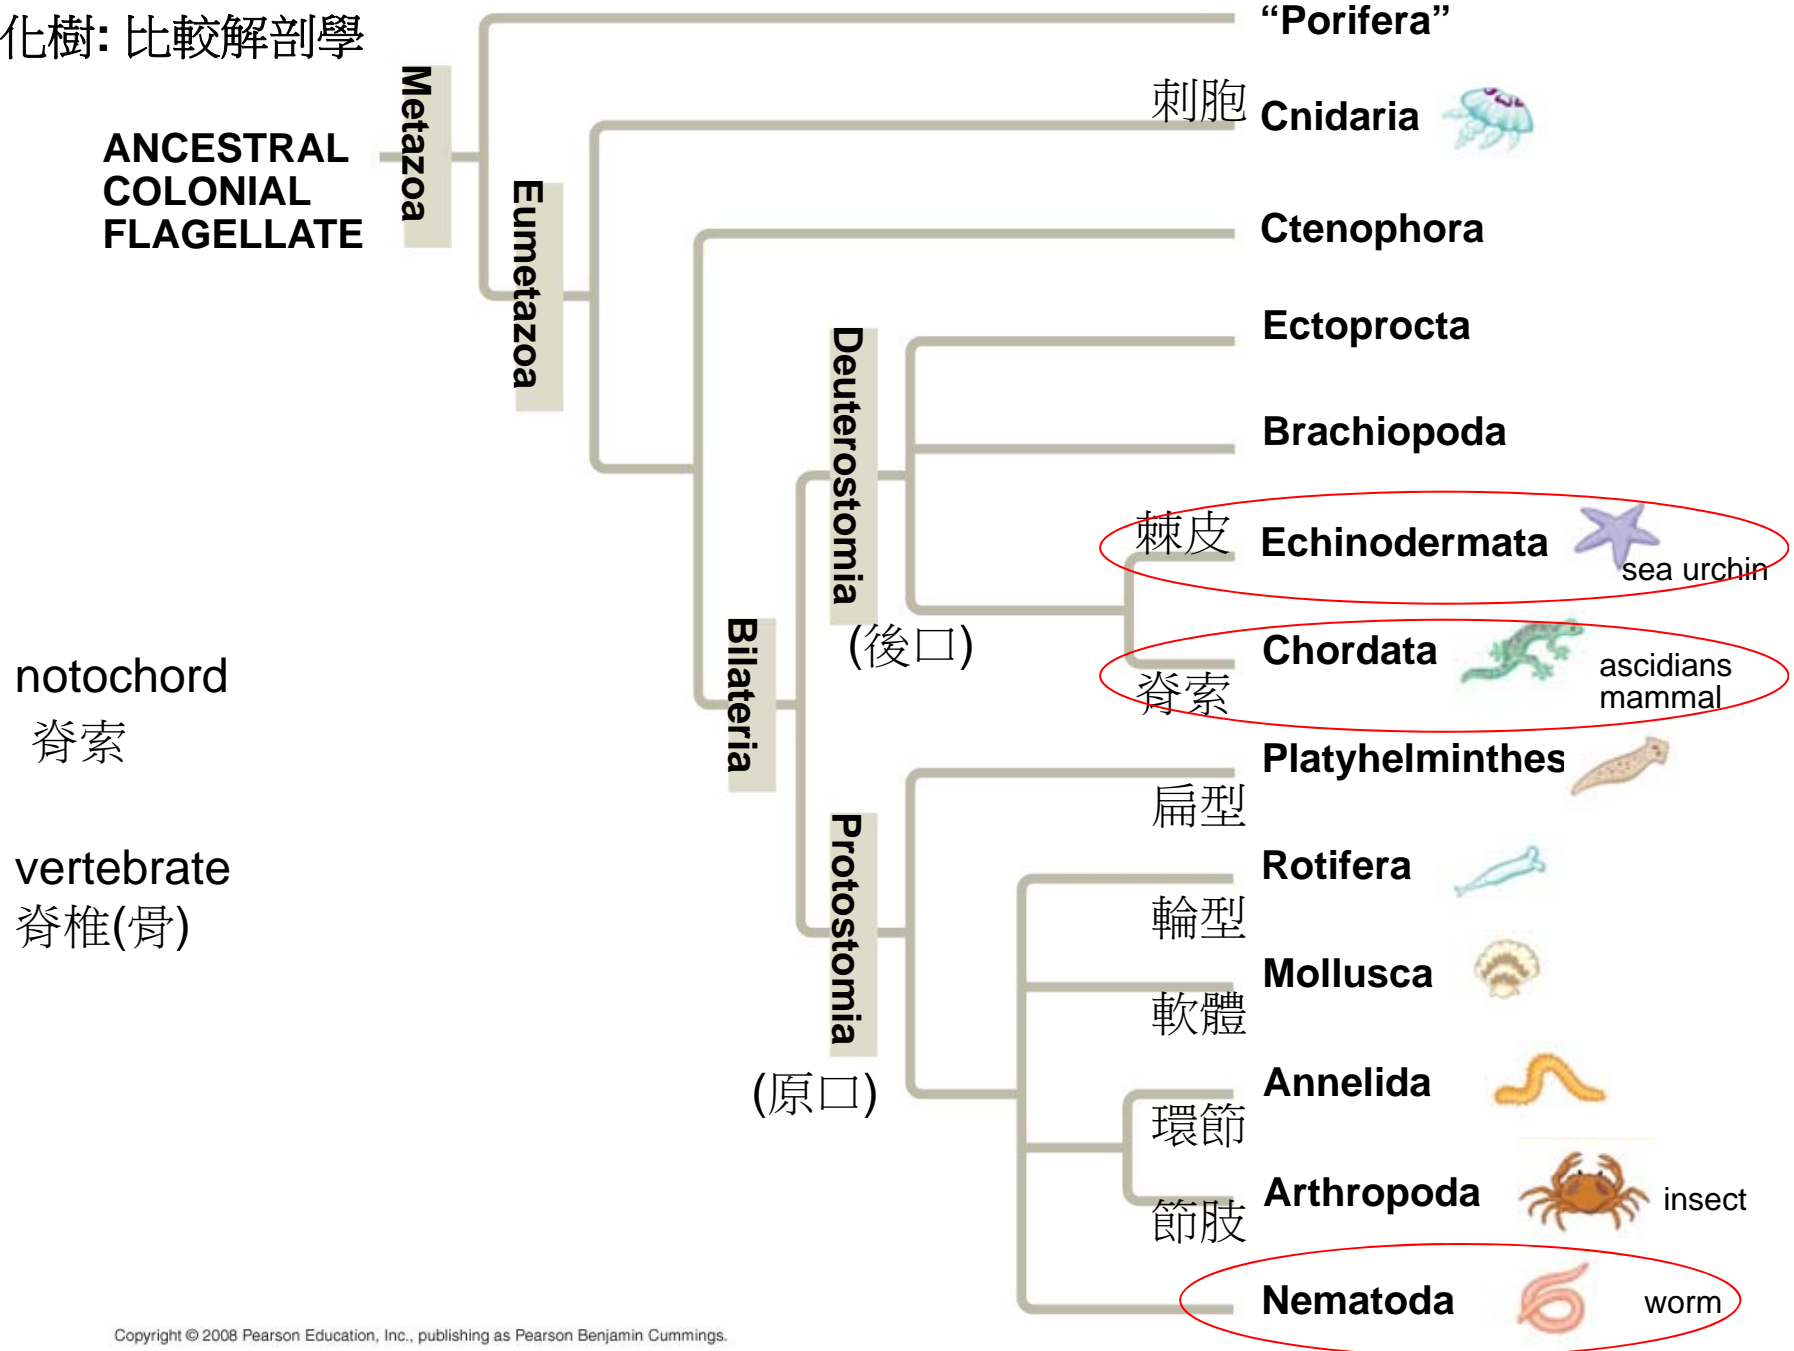 化樹: 比較解剖學
“Porifera”
刺胞 Cnidaria
ANCESTRAL
COLONIAL
FLAGELLATE
Metazoa
Eumetazoa
Ctenophora
Ectoprocta
Deuterostomia
(後口)
Brachiopoda
棘皮 Echinodermata
sea urchin
Chordata
脊索
ascidians
mammal
notochord
脊索
Bilateria
Platyhelminthes
扁型
vertebrate
脊椎(骨)
Protostomia
(原口)
Rotifera
輪型
Mollusca
軟體
Annelida
環節
Arthropoda
節肢
insect
Nematoda
worm
Copyright © 2008 Pearson Education, Inc., publishing as Pearson Benjamin Cummings.